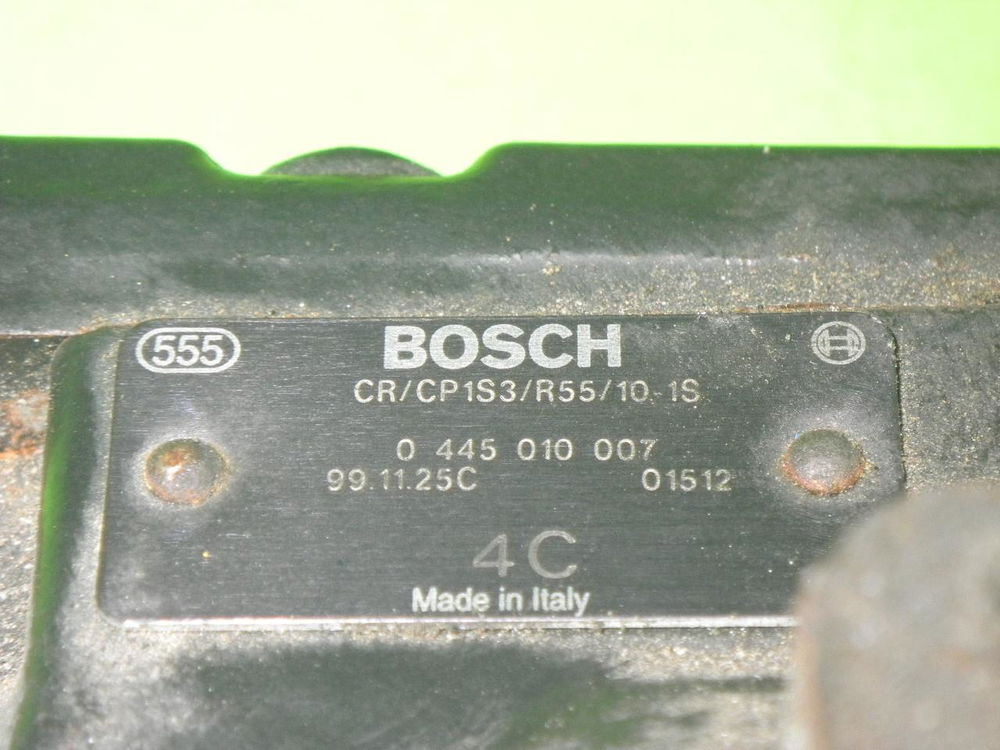 555 BOSCH
CR/CP1S3/R55/10-1S
0 445 010 007
99.11.25C 01512
4C
Made in Italy